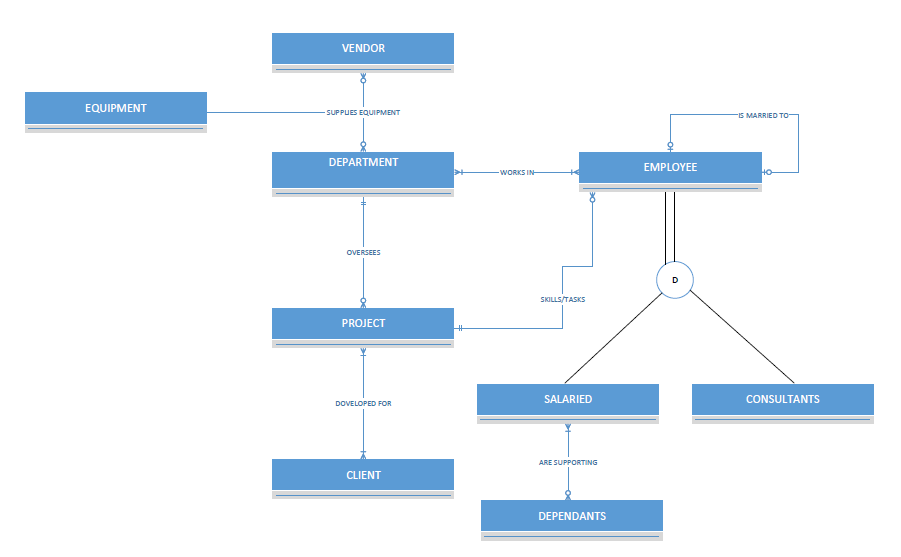 VENDOR
EQUIPMENT
SUPPLIES EQUIPMENT
IS MARRIED TO
DEPARTMENT
WORKS IN
EMPLOYEE
OVERSEES
D
SKILLS/TASKS
PROJECT
SALARIED
CONSULTANTS
DOVELOPED FOR
ARE SUPPORTING
CLIENT
DEPENDANTS